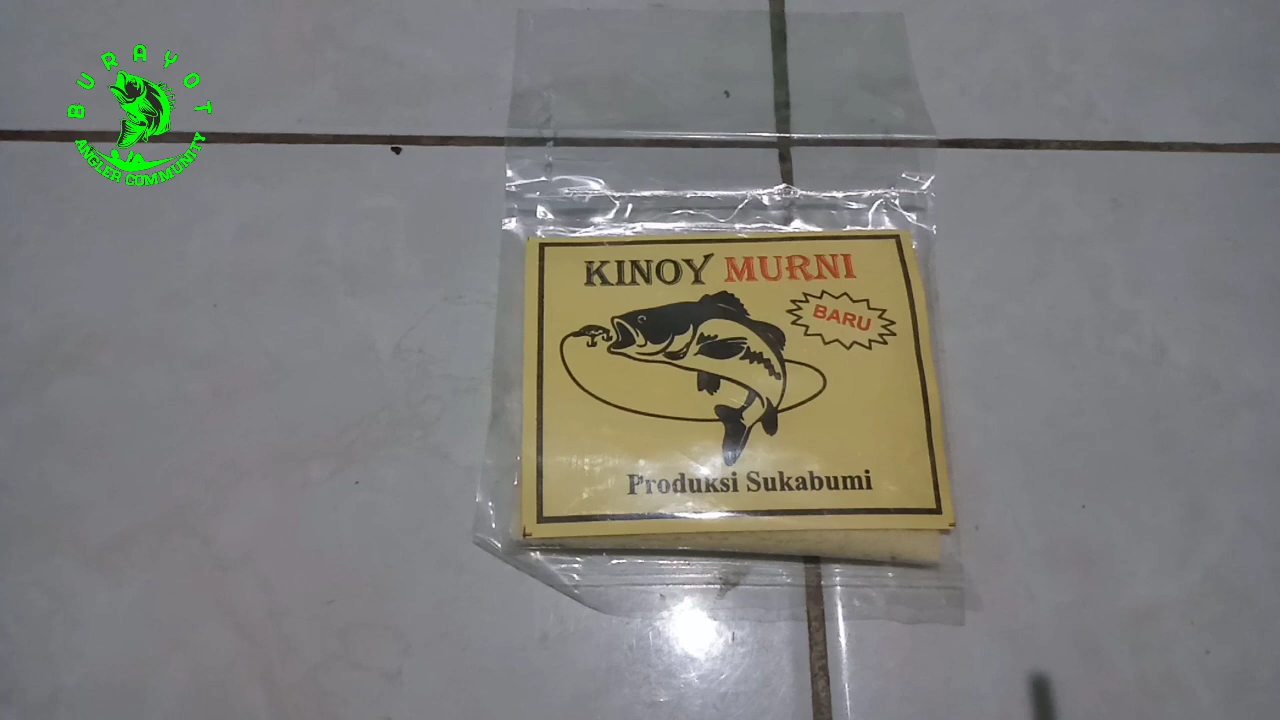 BURAYOT
ANGLER COMMUNITY
KINOY MURNI
BARU
Produksi Sukabumi